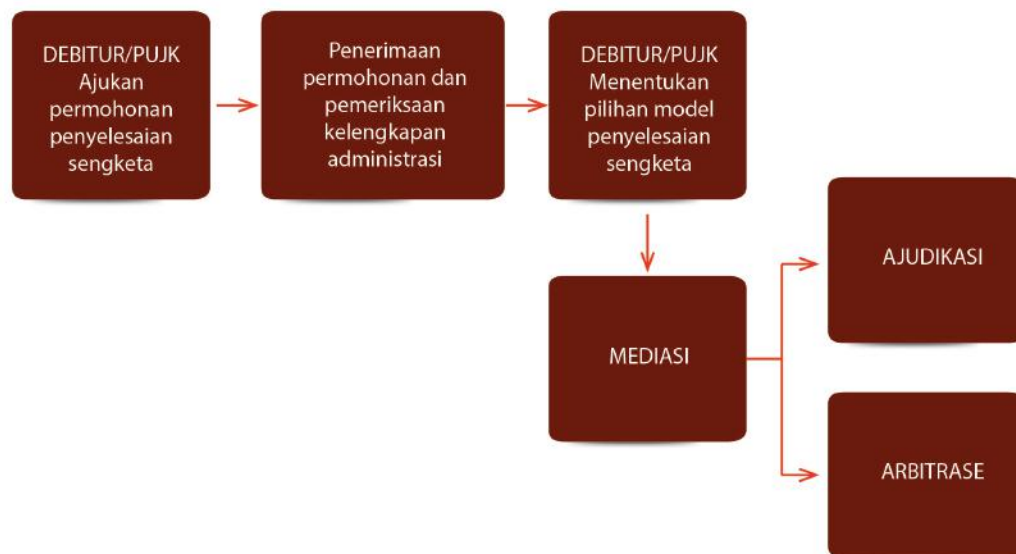 DEBITUR/PUJK
Ajukan
permohonan
penyelesaian
sengketa
Penerimaan
permohonan dan
pemeriksaan
kelengkapan
administrasi
DEBITUR/PUJK
Menentukan
pilihan model
penyelesaian
sengketa
MEDIASI
AJUDIKASI
ARBITRASE